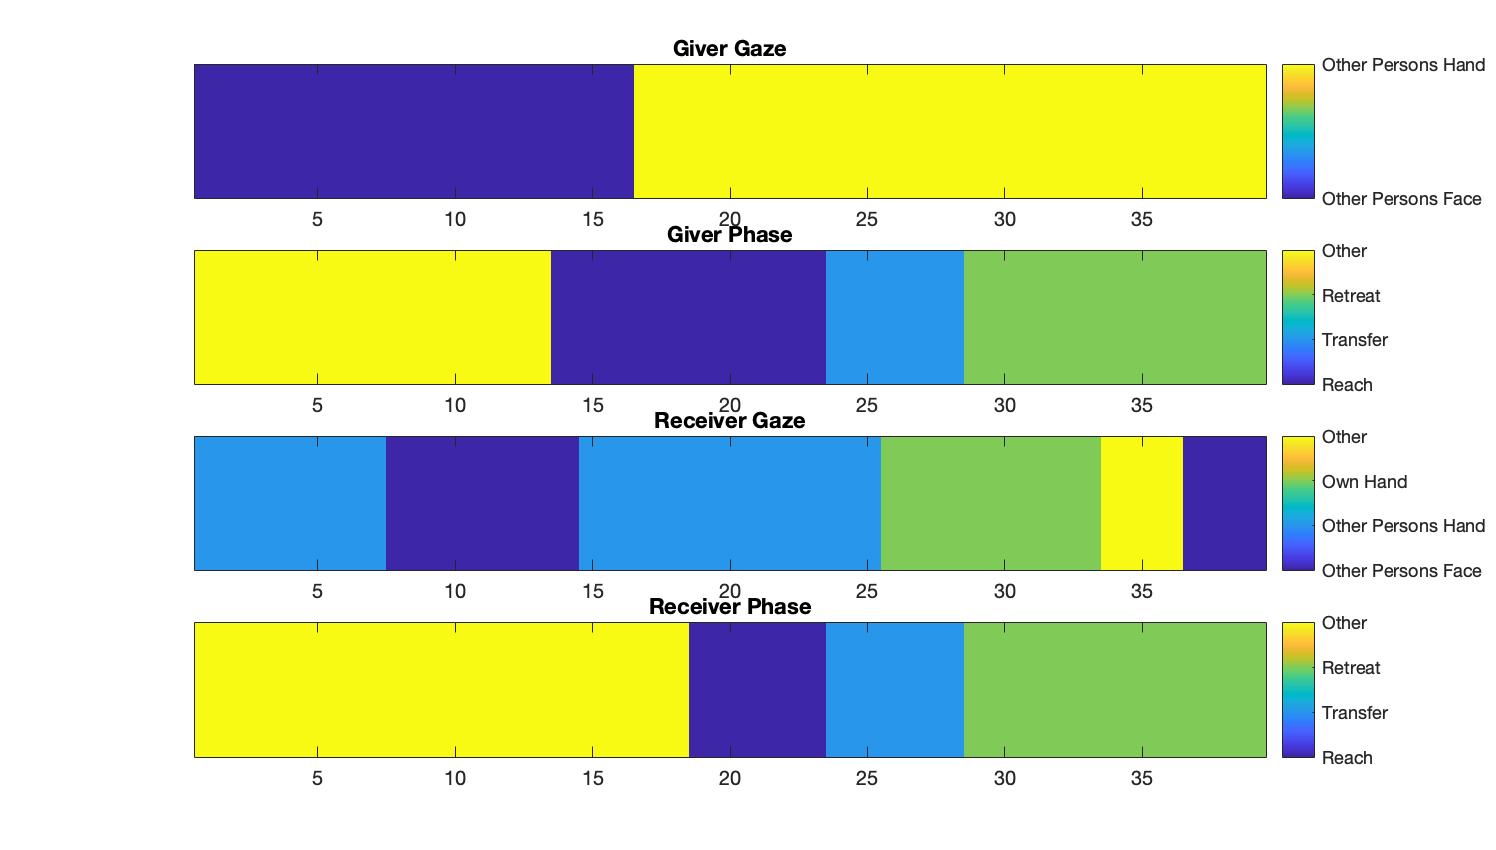 Giver Gaze
Other Persons Hand
Other Persons Face
5 10 15 20 25 30 35
Giver Phase
Other
Retreat
Transfer
Reach
5 10 15 20 25 30 35
Receiver Gaze
Other
Own Hand
Other Persons Hand
Other Persons Face
5 10 15 20 25 30 35
Receiver Phase
Other
Retreat
Transfer
Reach
5 10 15 20 25 30 35